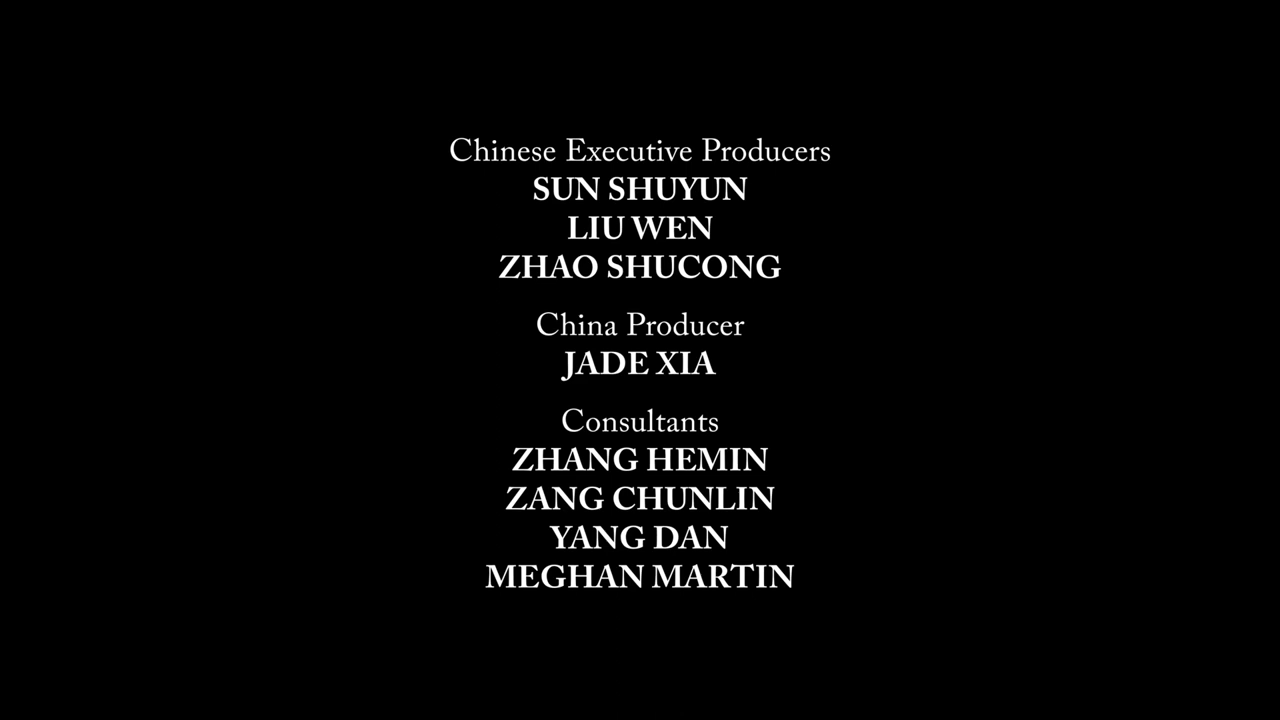 Chinese Executive Producers
SUN SHUYUN
LIU WEN
ZHAO SHUCONG
China Producer
JADE XIA
Consultants
ZHANG HEMIN
ZANG CHUNLIN
YANG DAN
MEGHAN MARTIN